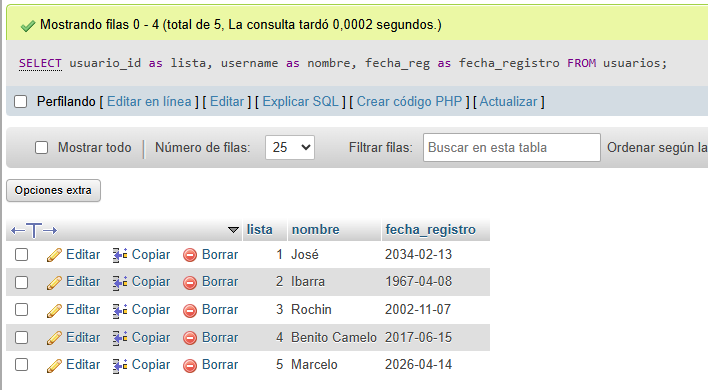 Mostrando filas 0 - 4 (total de 5, La consulta tardó 0,0002 segundos.)
SELECT usuario_id as lista, username as nombre, fecha_reg as fecha_registro FROM usuarios;
Perfilando [ Editar en línea ] [ Editar ] [ Explicar SQL ] [ Crear código PHP ] [ Actualizar ]
Mostrar todo Número de filas: 25 Filtrar filas: Buscar en esta tabla Ordenar según la
Opciones extra
lista nombre fecha_registro
Editar Copiar Borrar 1 José 2034-02-13
Editar Copiar Borrar 2 Ibarra 1967-04-08
Editar Copiar Borrar 3 Rochin 2002-11-07
Editar Copiar Borrar 4 Benito Camelo 2017-06-15
Editar Copiar Borrar 5 Marcelo 2026-04-14